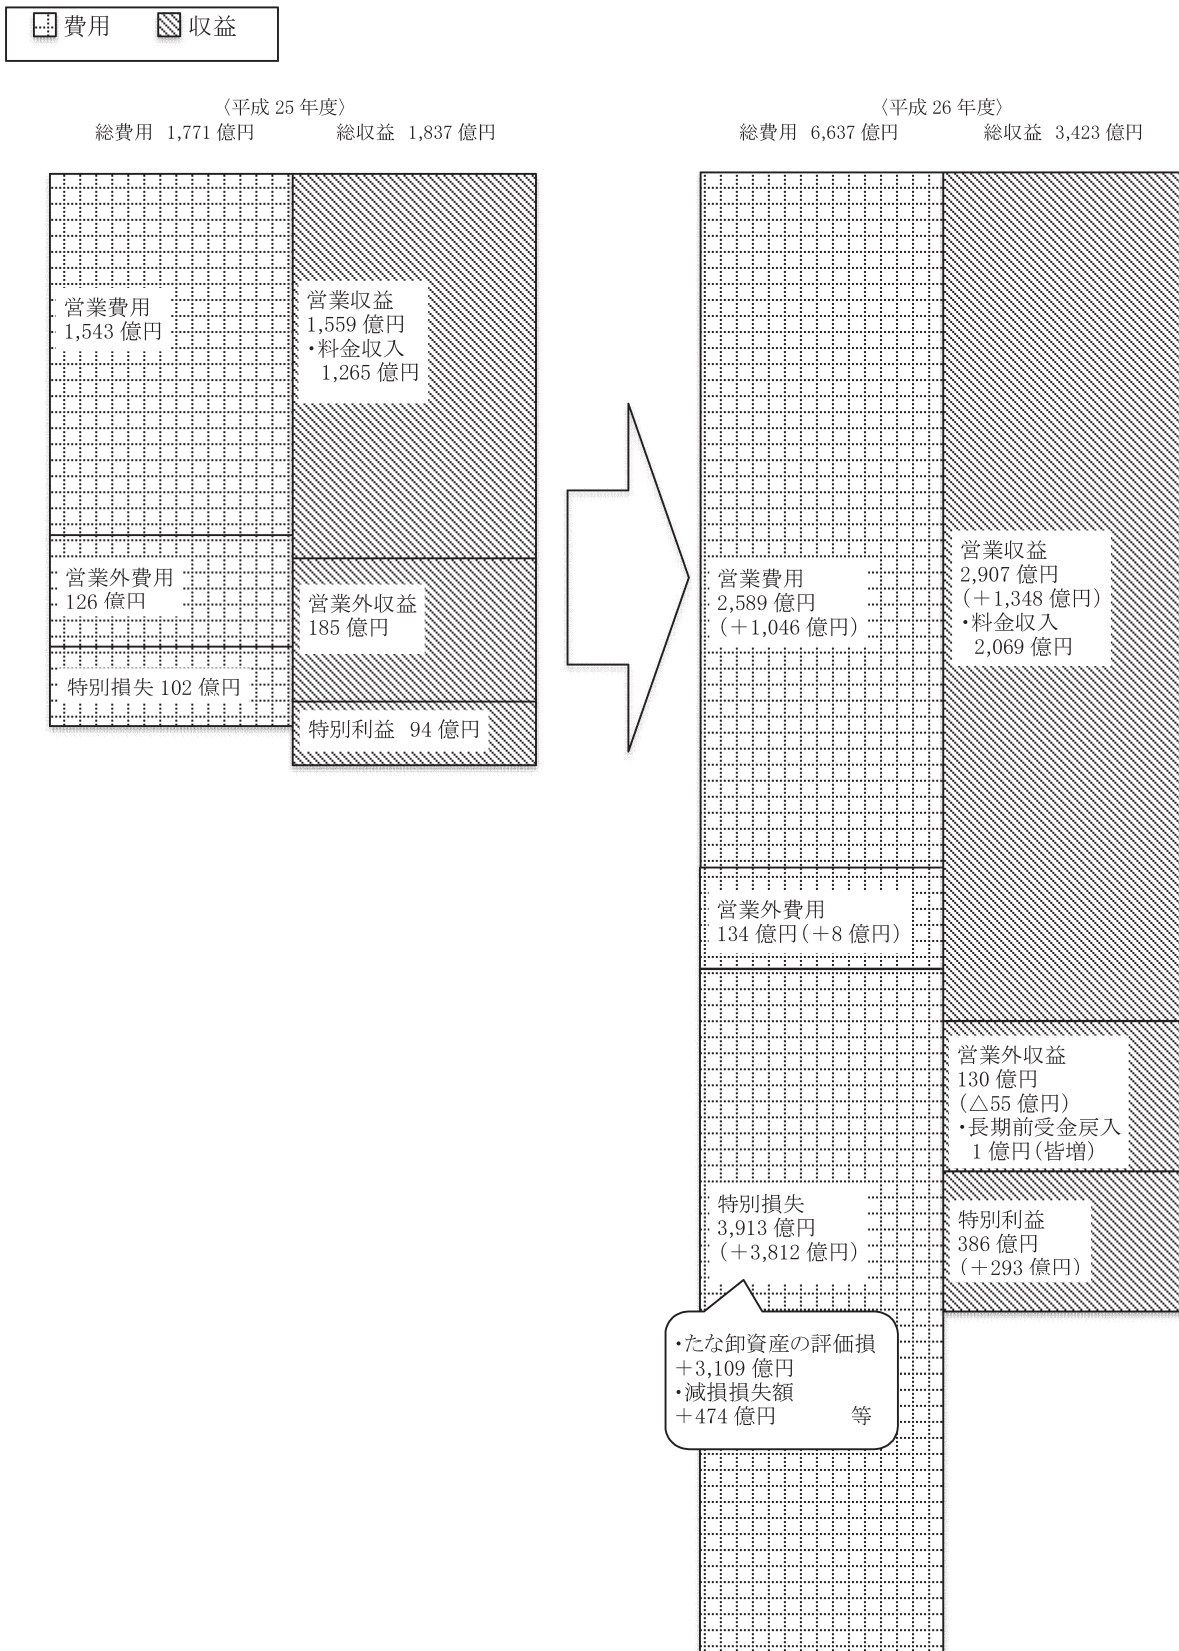 費用 収益
〈平成 25 年度〉
総費用 1,771 億円 総収益 1,837 億円
営業費用
1,543 億円
営業収益
1,559 億円
・料金収入
1,265 億円
営業外費用
126 億円
営業外収益
185 億円
特別損失 102 億円
特別利益 94 億円
〈平成 26 年度〉
総費用 6,637 億円 総収益 3,423 億円
営業費用
2,589 億円
(+1,046 億円)
営業収益
2,907 億円
(+1,348 億円)
・料金収入
2,069 億円
営業外費用
134 億円(+8 億円)
営業外収益
130 億円
(△55 億円)
・長期前受金戻入
1 億円(皆増)
特別損失
3,913 億円
(+3,812 億円)
特別利益
386 億円
(+293 億円)
・たな卸資産の評価損
+3,109 億円
・減損損失額
+474 億円 等